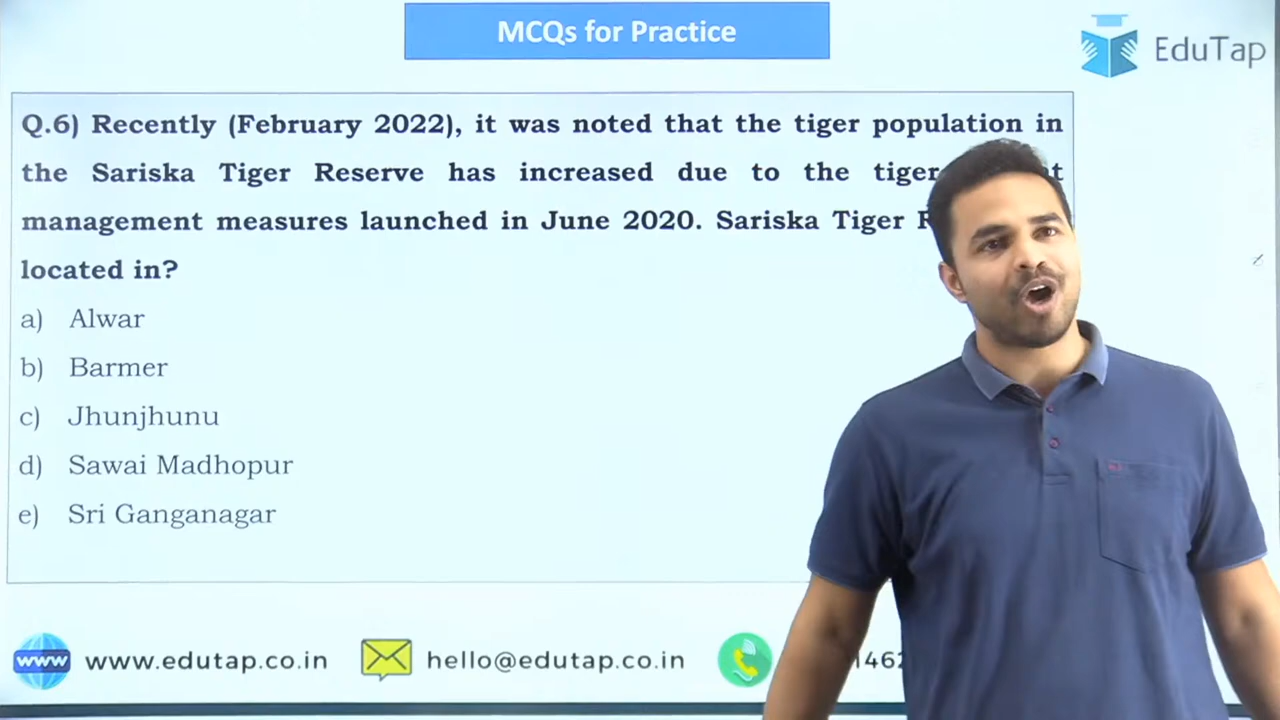 MCQs for Practice
EduTap
Q.6) Recently (February 2022), it was noted that the tiger population in
the Sariska Tiger Reserve has increased due to the tiger
management measures launched in June 2020. Sariska Tiger
located in?
a) Alwar
b) Barmer
c) Jhunjhunu
d) Sawai Madhopur
e) Sri Ganganagar
www www.edutap.co.in hello@edutap.co.in